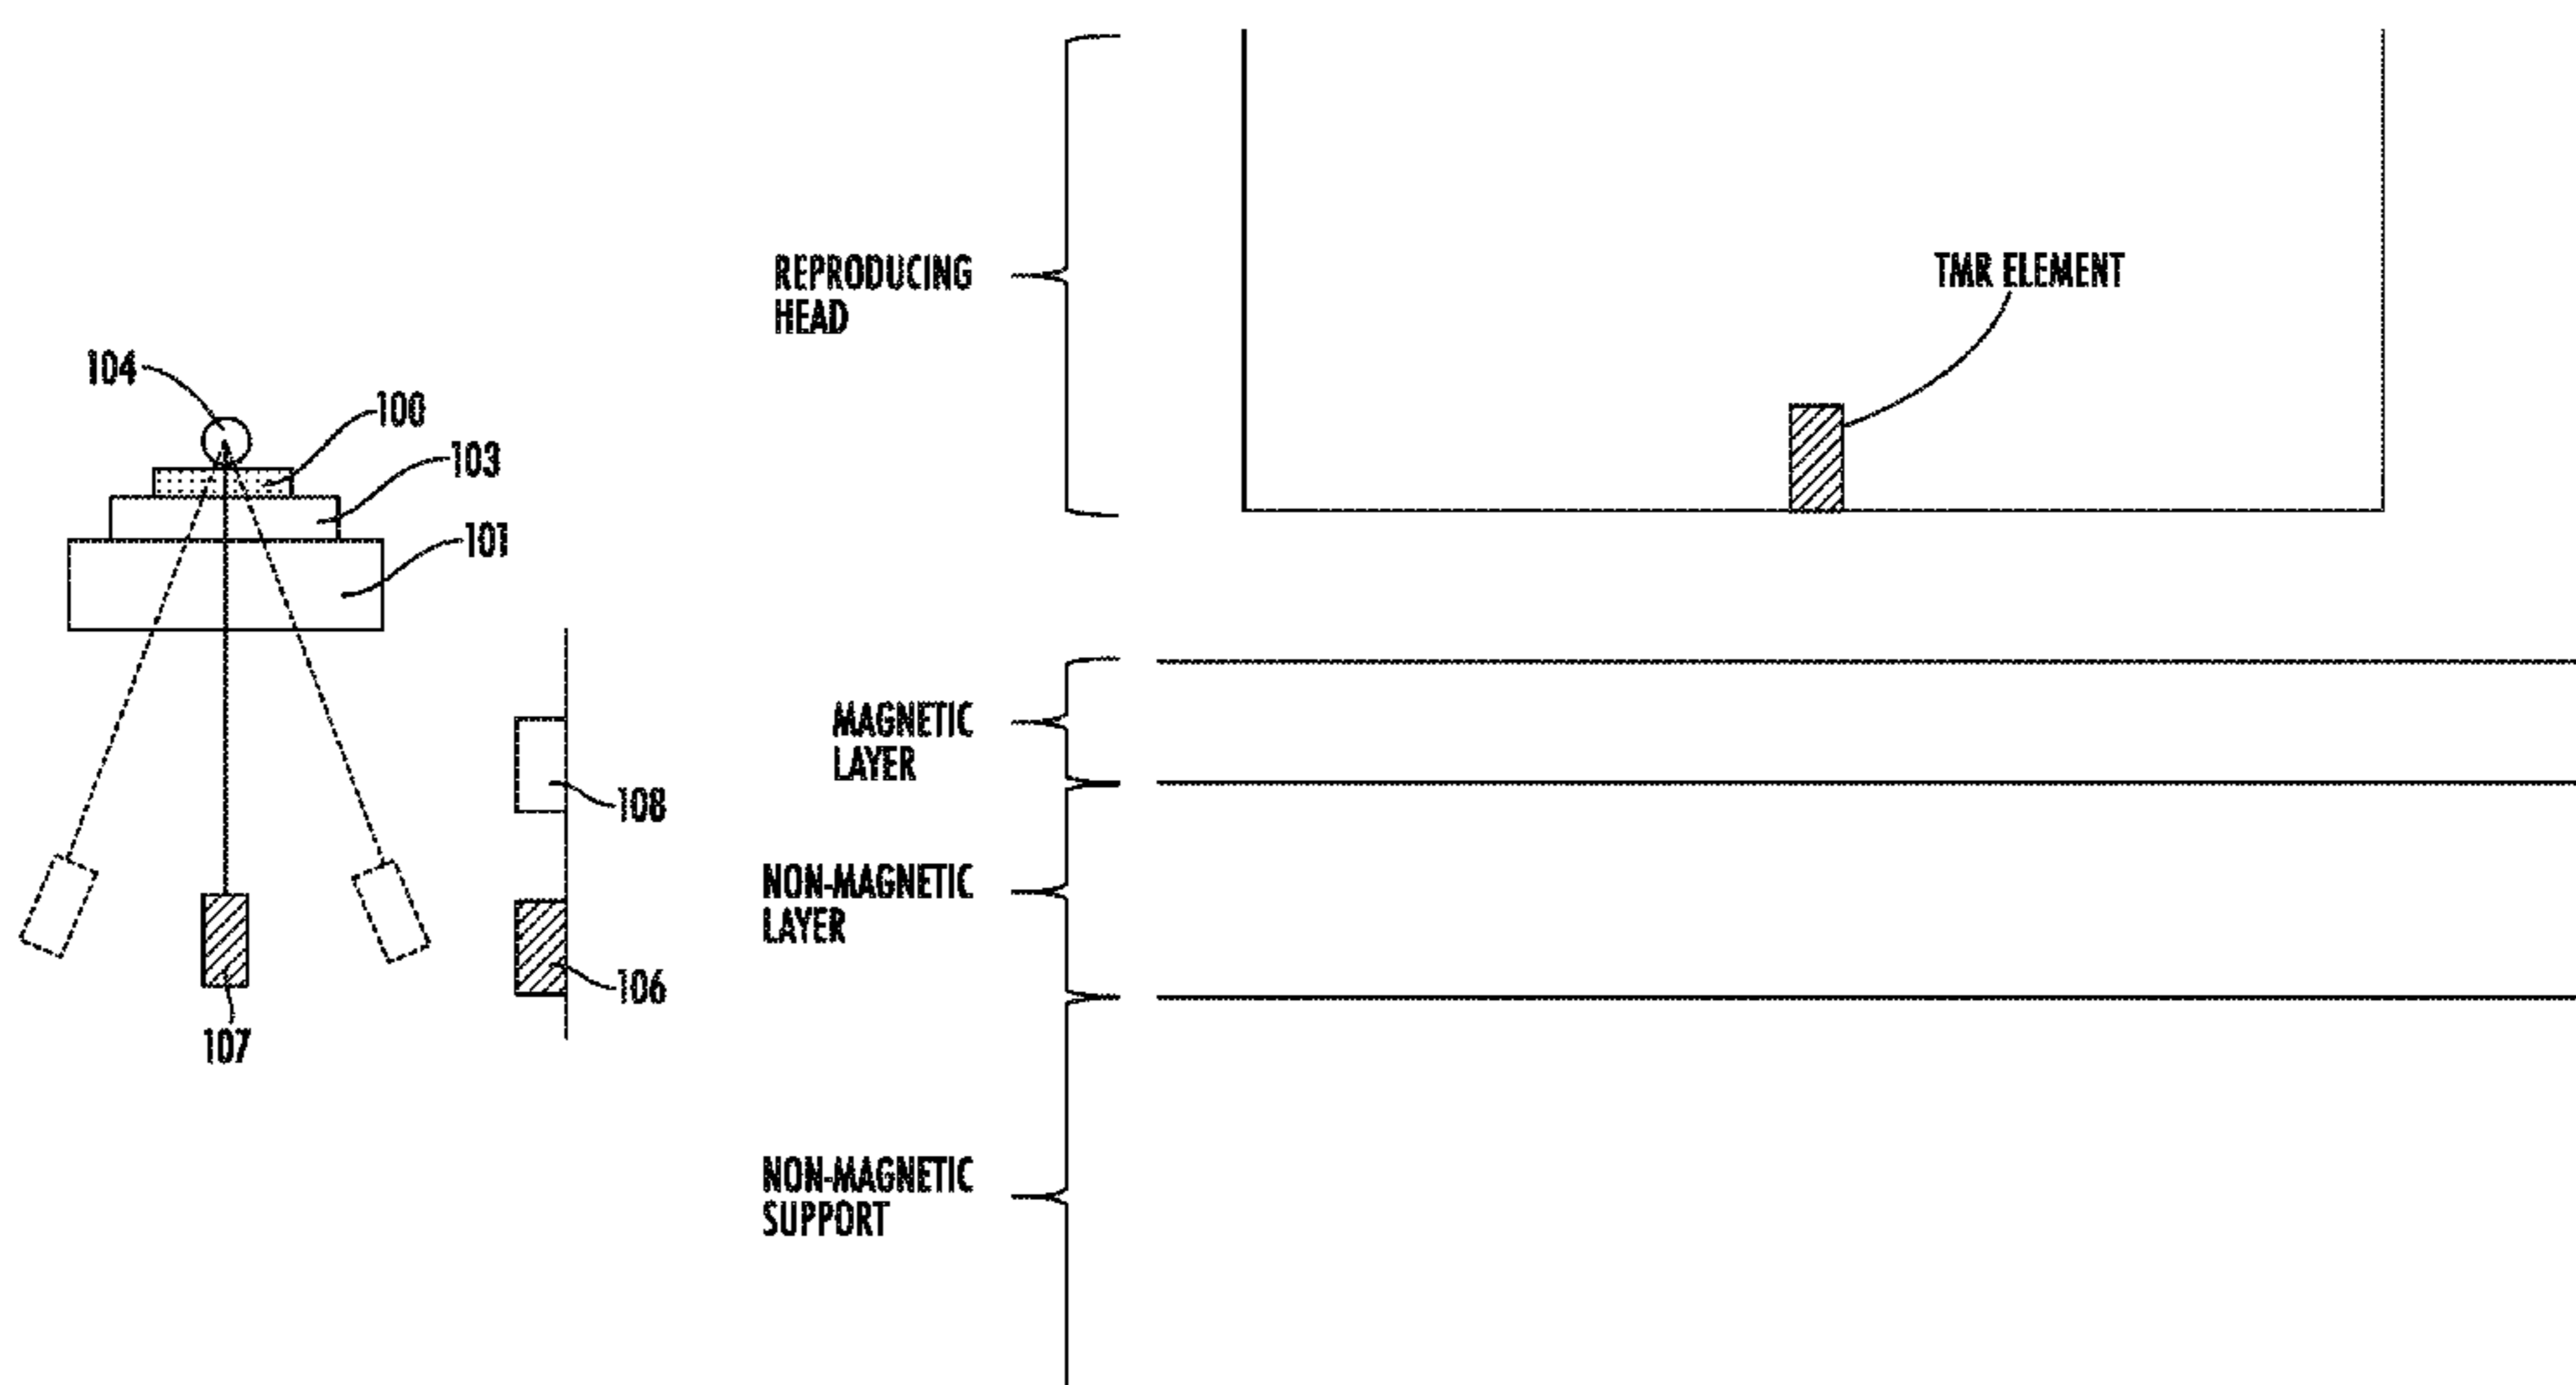 104
100
103
101
108
106
107
REPRODUCING
HEAD
TMR ELEMENT
MAGNETIC
LAYER
NON-MAGNETIC
LAYER
NON-MAGNETIC
SUPPORT